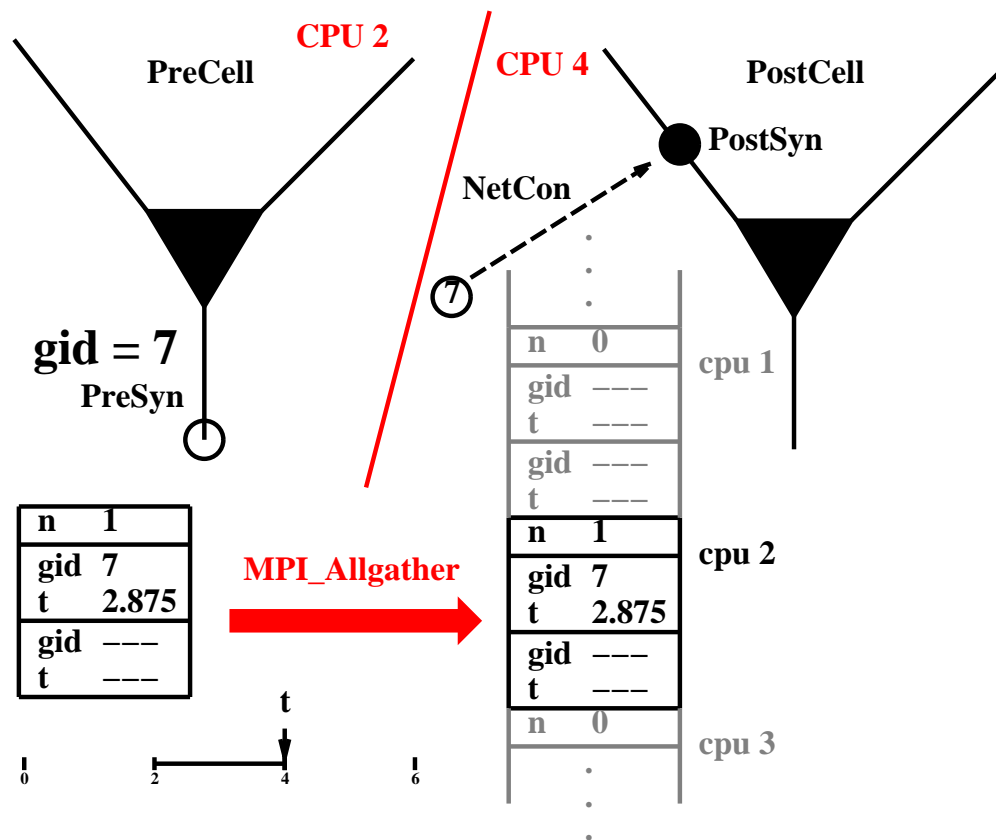 CPU 2
PreCell
CPU 4
PostCell
PostSyn
NetCon
7
gid = 7
PreSyn
n 1
gid 7
t 2.875
gid −−−
t −−−
MPI_Allgather
t
0 2 4 6
.
.
.
n 0
gid −−−
t −−−
gid −−−
t −−−
cpu 1
n 1
gid 7
t 2.875
gid −−−
t −−−
cpu 2
n 0
cpu 3
.
.
.